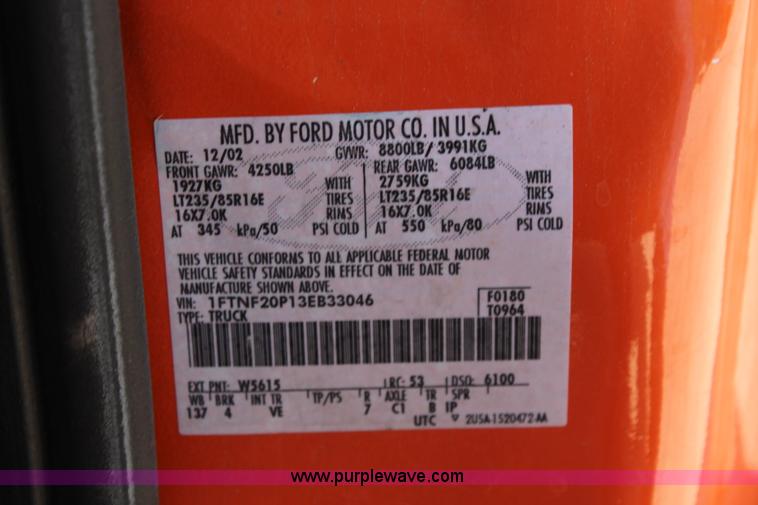 MFD. BY FORD MOTOR CO. IN U.S.A.
DATE: 12/02 GVWR: 8800LB/ 3991KG
FRONT GAWR: 4250LB REAR GAWR: 6084LB
1927KG WITH 2759KG WITH
LT235/85R16E TIRES LT235/85R16E TIRES
16X7.0K RIMS 16X7.0K RIMS
AT 345 kPa/50 PSI COLD AT 550 kPa/80 PSI COLD
THIS VEHICLE CONFORMS TO ALL APPLICABLE FEDERAL MOTOR
VEHICLE SAFETY STANDARDS IN EFFECT ON THE DATE OF
MANUFACTURE SHOWN ABOVE.
VIN: 1FTNF20P13EB33046 F0180
TYPE: TRUCK T0964
EXT PNT: W5615 RC: 53 DSO: 6100
WB BRK INT TR TP/PS R AXLE TR SPR
137 4 VE 7 C1 B IP
UTC 2U5A-1520472-AA
www.purplewave.com